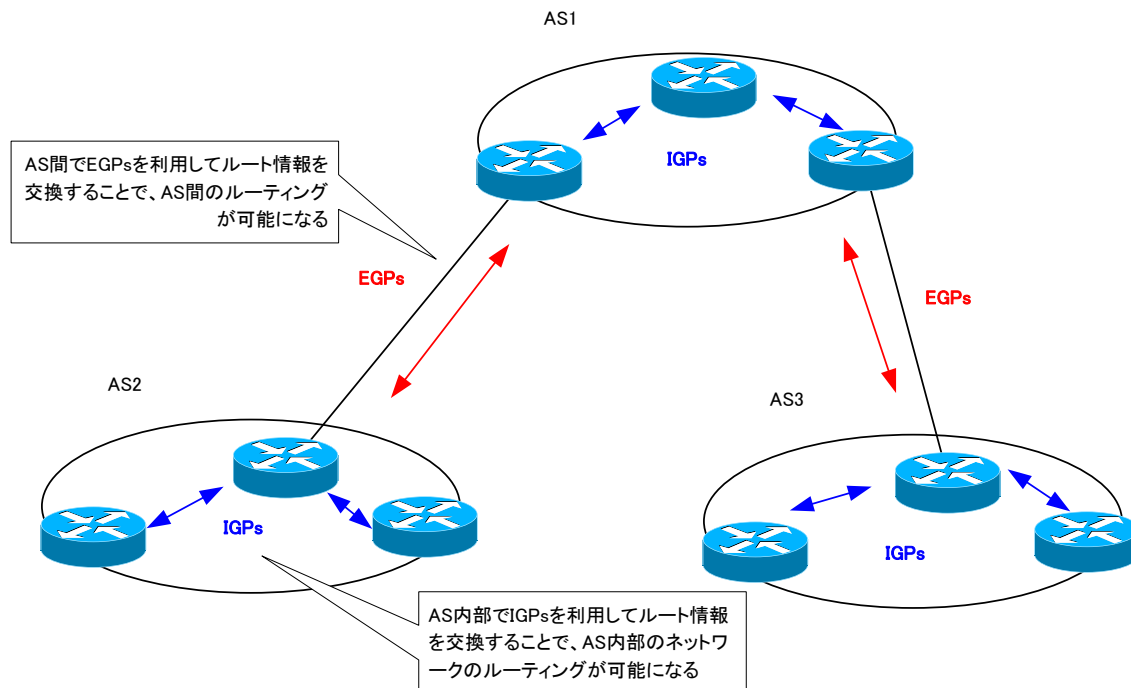 AS1
IGPs
AS間でEGPsを利用してルート情報を
交換することで、AS間のルーティング
が可能になる
EGPs
EGPs
AS2
AS3
IGPs
IGPs
AS内部でIGPsを利用してルート情報
を交換することで、AS内部のネットワ
ークのルーティングが可能になる